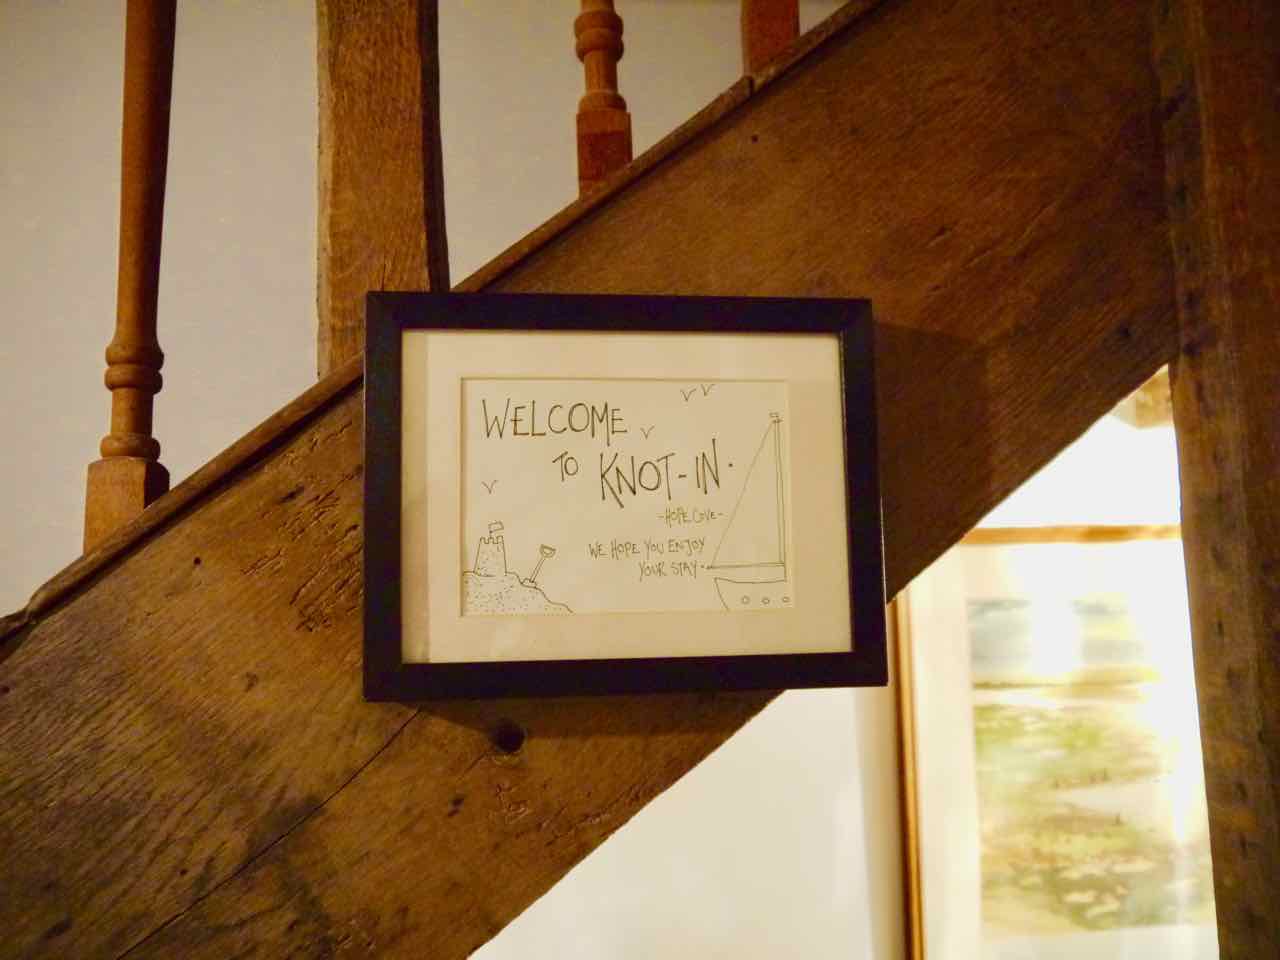 WELCOME
TO KNOT-IN.
-HOPE COVE-
WE HOPE YOU ENJOY
YOUR STAY.